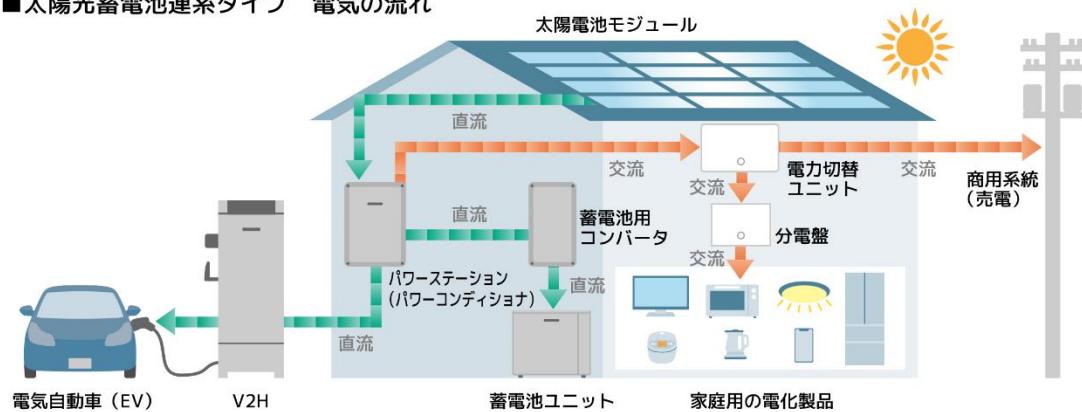 ■太陽光蓄電池連系タイプ　電気の流れ
太陽電池モジュール
直流
交流
電力切替
ユニット
交流
商用系統
（売電）
交流
直流
蓄電池用
コンバータ
分電盤
交流
パワーステーション
（パワーコンディショナ）
直流
直流
電気自動車（EV）
V2H
蓄電池ユニット
家庭用の電化製品